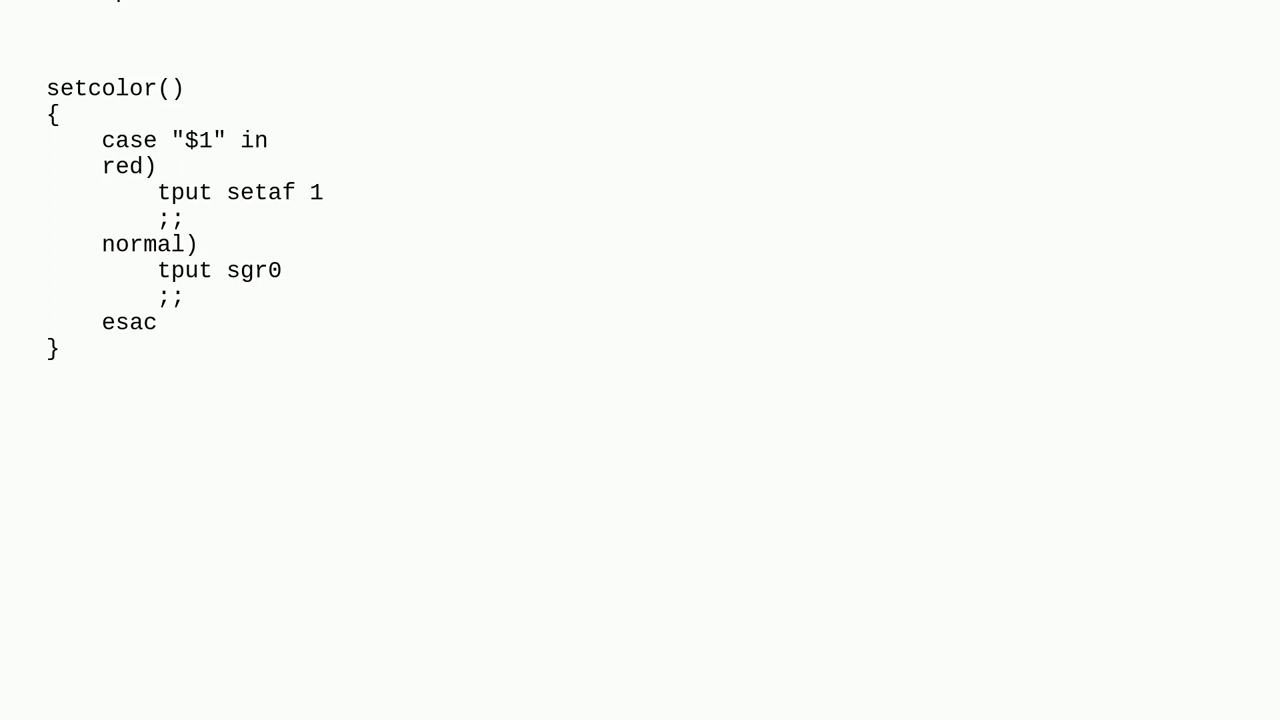 setcolor()
{
    case "$1" in
    red)
        tput setaf 1
        ;;
    normal)
        tput sgr0
        ;;
    esac
}